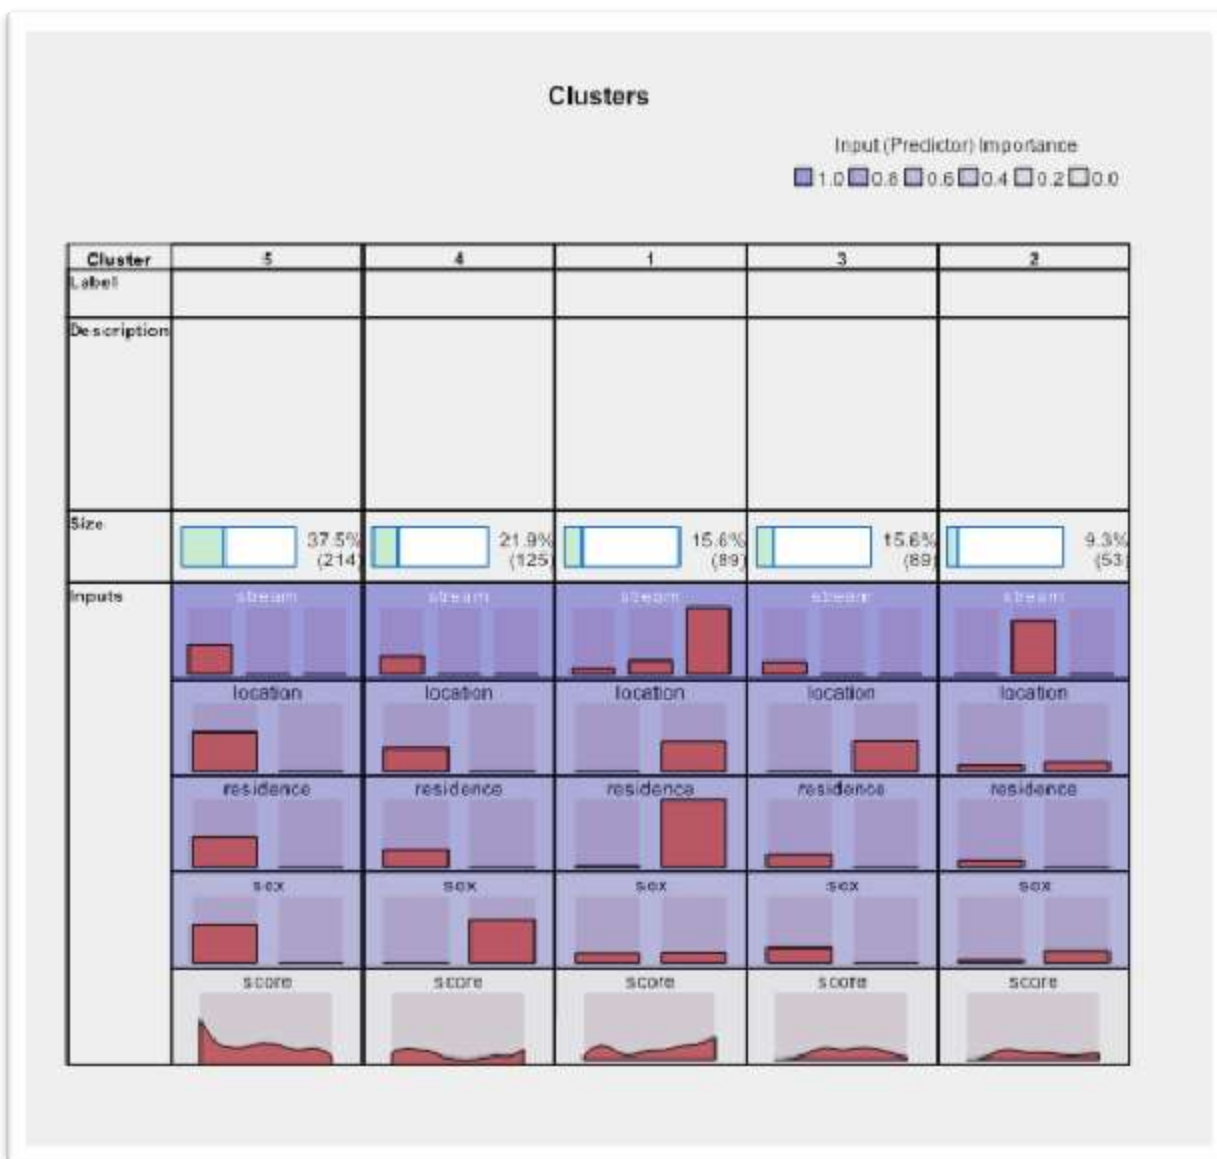 Clusters
Input (Predictor) Importance
1.0 0.8 0.6 0.4 0.2 0.0
Cluster 5 4 1 3 2
Label
Description
Size
37.5% 21.9% 15.6% 15.6% 9.3%
(214) (125) (89) (89) (53)
Inputs
stream stream stream stream stream
location location location location location
residence residence residence residence residence
sex sex sex sex sex
score score score score score